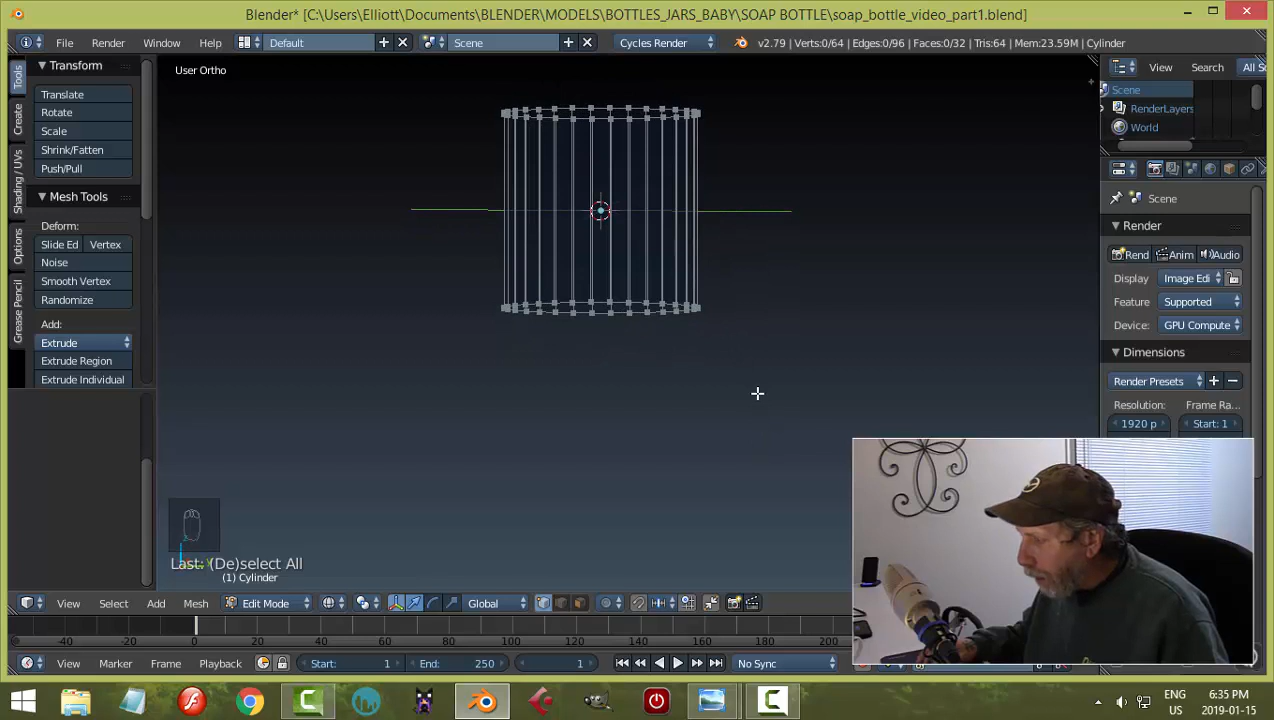 Blender* [C:\Users\Elliott\Documents\BLENDER\MODELS\BOTTLES_JARS_BABY\SOAP BOTTLE\soap_bottle_video_part1.blend]
File Render Window Help Default Scene Cycles Render v2.79 | Verts:0/64 | Edges:0/96 | Faces:0/32 | Tris:64 | Mem:23.59M | Cylinder
Tools
Create
Shading / UVs
Options
Grease Pencil
Transform
Translate
Rotate
Scale
Shrink/Fatten
Push/Pull
Mesh Tools
Deform:
Slide Ed Vertex
Noise
Smooth Vertex
Randomize
Add:
Extrude
Extrude Region
Extrude Individual
User Ortho
Last: (De)select All
(1) Cylinder
View Search All S
Scene
RenderLayers
World
Scene
Render
Rend Anim Audio
Display Image Edi
Feature Supported
Device: GPU Compute
Dimensions
Render Presets
Resolution: Frame Ra...
1920 p Start: 1
View Select Add Mesh Edit Mode Global
-40 -20 0 20 40 60 80 100 120 140 160 180 200
View Marker Frame Playback Start: 1 End: 250 1 No Sync
ENG 6:35 PM
US 2019-01-15